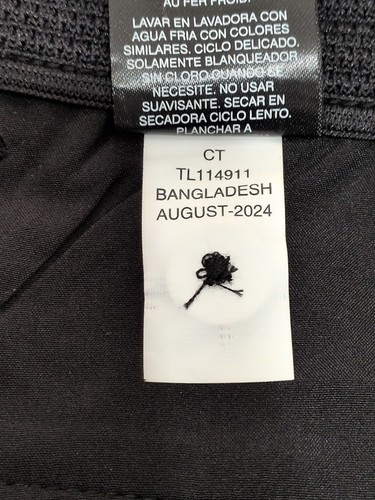 AU FER FROID.
LAVAR EN LAVADORA CON
AGUA FRIA CON COLORES
SIMILARES. CICLO DELICADO.
SOLAMENTE BLANQUEADOR
SIN CLORO CUANDO SE
NECESITE. NO USAR
SUAVISANTE. SECAR EN
SECADORA CICLO LENTO.
PLANCHAR A
CT
TL114911
BANGLADESH
AUGUST-2024